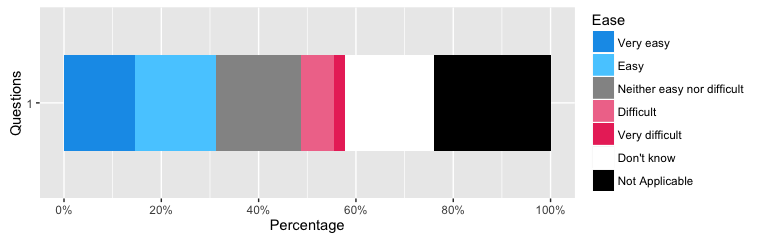 Questions
1
0%
20%
40%
60%
80%
100%
Percentage
Ease
Very easy
Easy
Neither easy nor difficult
Difficult
Very difficult
Don't know
Not Applicable